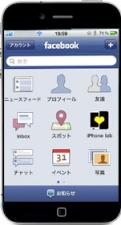 15:59
アカウント facebook
検索
ニュースフィード プロフィール 友達
Inbox スポット iPhone lab
31
チャット イベント 写真
お知らせ